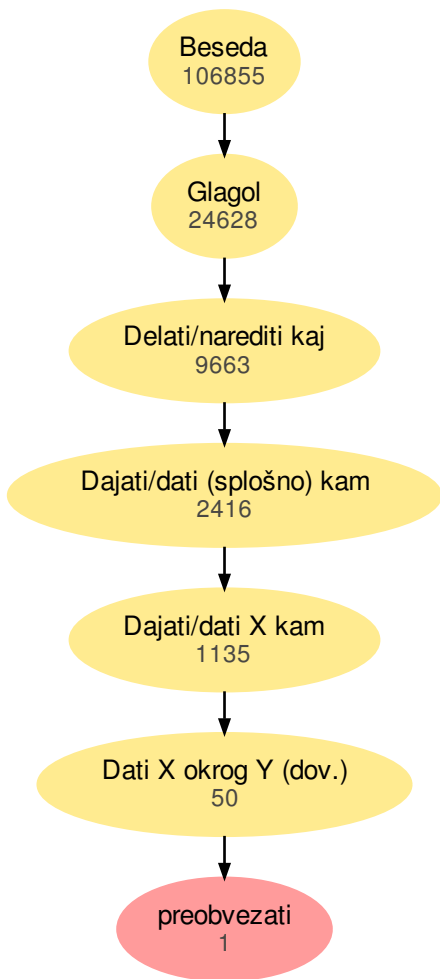 Beseda
106855
Glagol
24628
Delati/narediti kaj
9663
Dajati/dati (splošno) kam
2416
Dajati/dati X kam
1135
Dati X okrog Y (dov.)
50
preobvezati
1